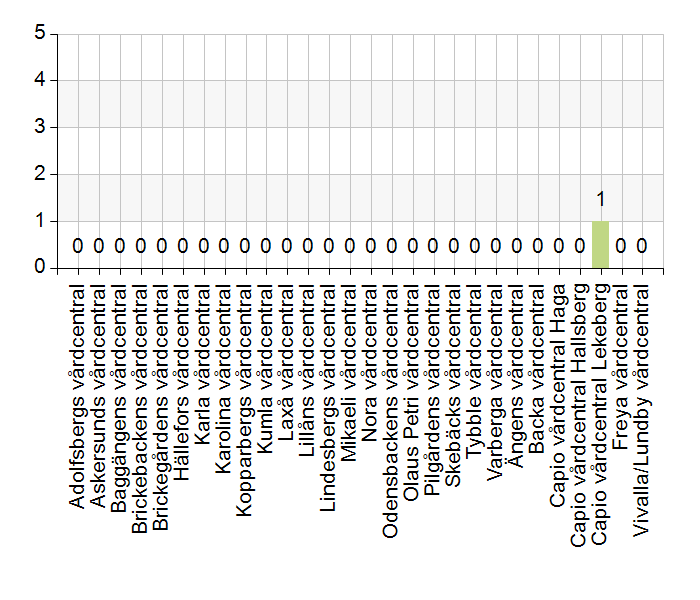 5
4
3
2
1
0
0 0 0 0 0 0 0 0 0 0 0 0 0 0 0 0 0 0 0 0 0 0 0 0 0 1 0 0
Adolfsbergs vårdcentral
Askersunds vårdcentral
Baggängens vårdcentral
Brickebackens vårdcentral
Brickegårdens vårdcentral
Hällefors vårdcentral
Karla vårdcentral
Karolina vårdcentral
Kopparbergs vårdcentral
Kumla vårdcentral
Laxå vårdcentral
Lillåns vårdcentral
Lindesbergs vårdcentral
Mikaeli vårdcentral
Nora vårdcentral
Odensbackens vårdcentral
Olaus Petri vårdcentral
Pilgårdens vårdcentral
Skebäcks vårdcentral
Tybble vårdcentral
Varberga vårdcentral
Ängens vårdcentral
Backa vårdcentral
Capio vårdcentral Haga
Capio vårdcentral Hallsberg
Capio vårdcentral Lekeberg
Freya vårdcentral
Vivalla/Lundby vårdcentral